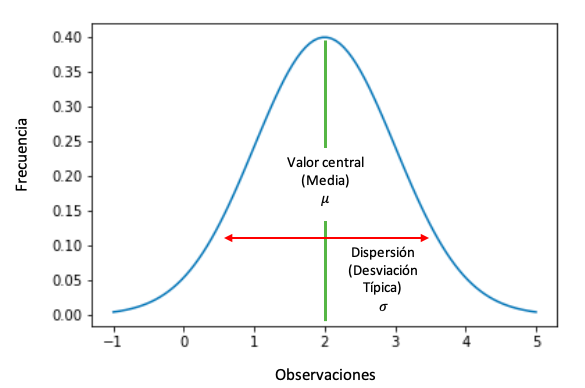 0.40
0.35
0.30
0.25
0.20
0.15
0.10
0.05
0.00
Frecuencia
Valor central
(Media)
μ
Dispersión
(Desviación
Típica)
σ
−1 0 1 2 3 4 5
Observaciones